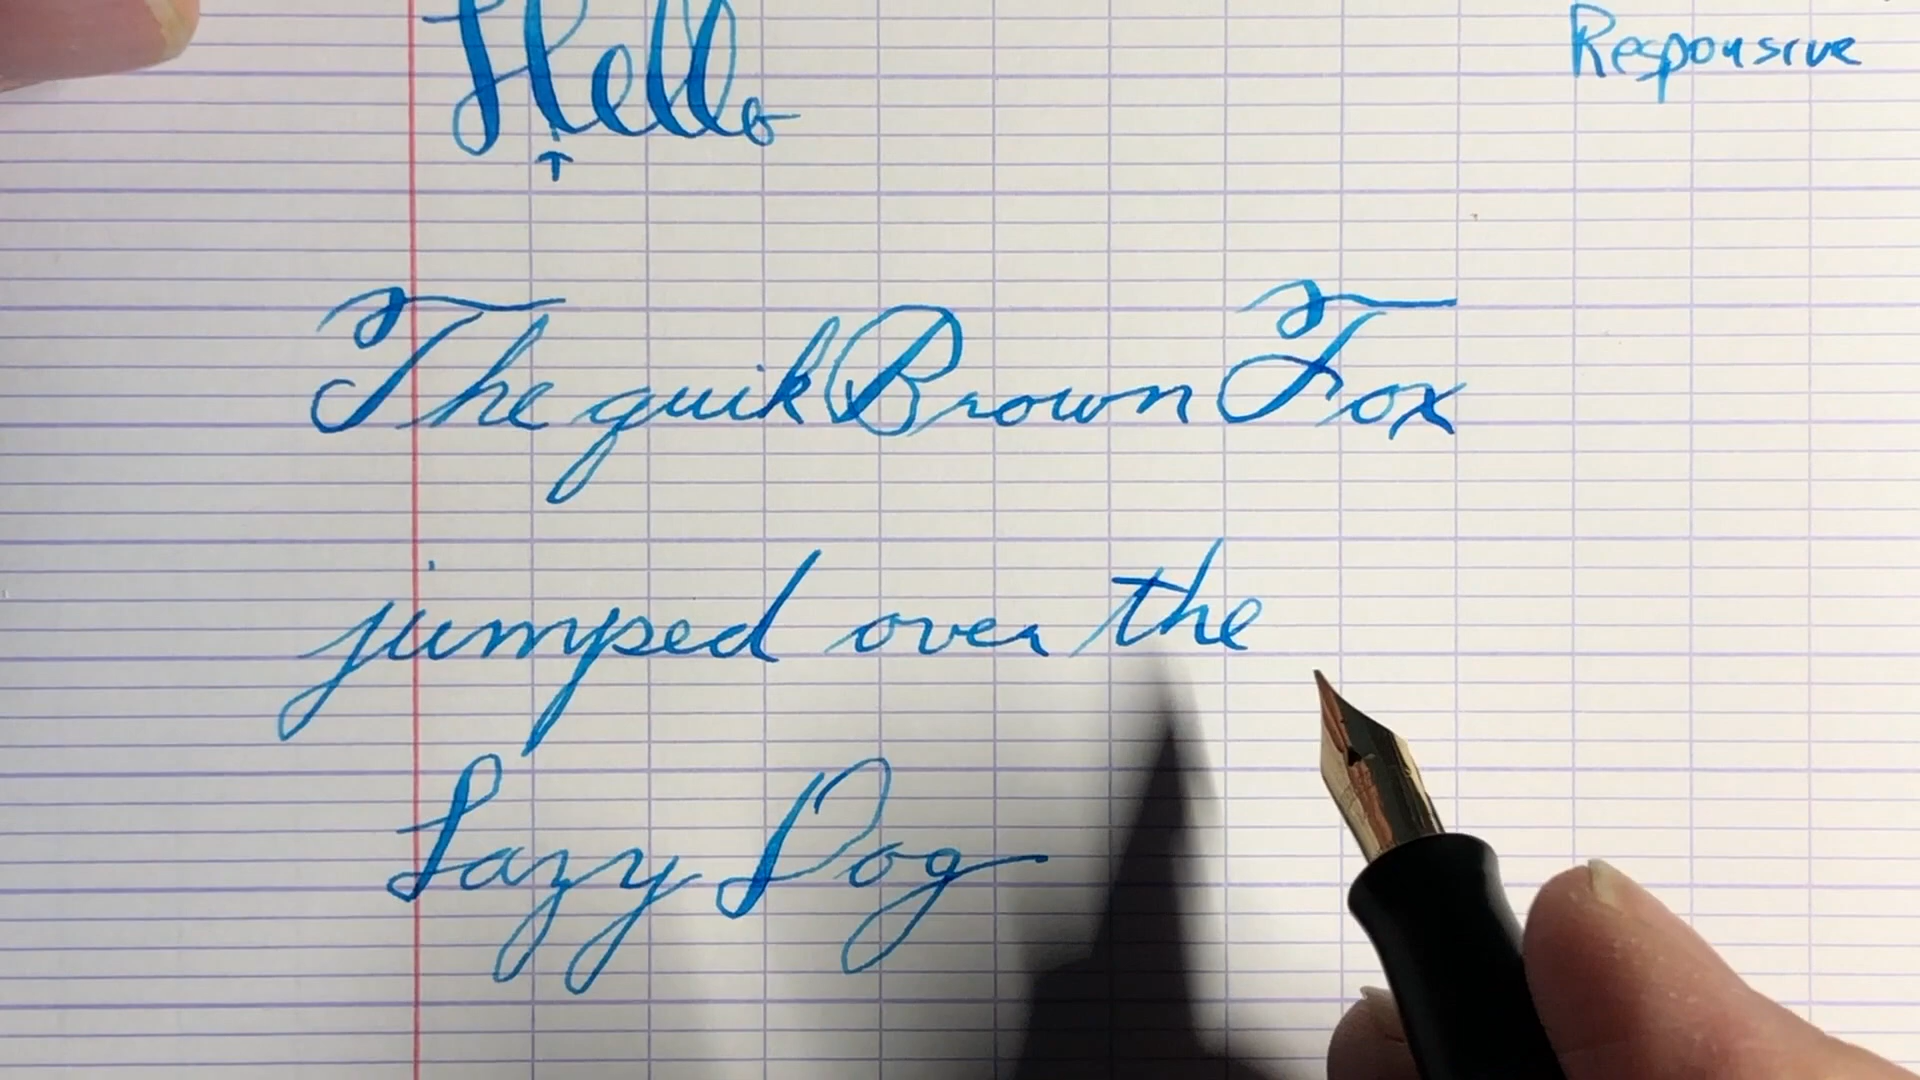 Hello
Responsive
The quik Brown Fox
jumped over the
Lazy Dog